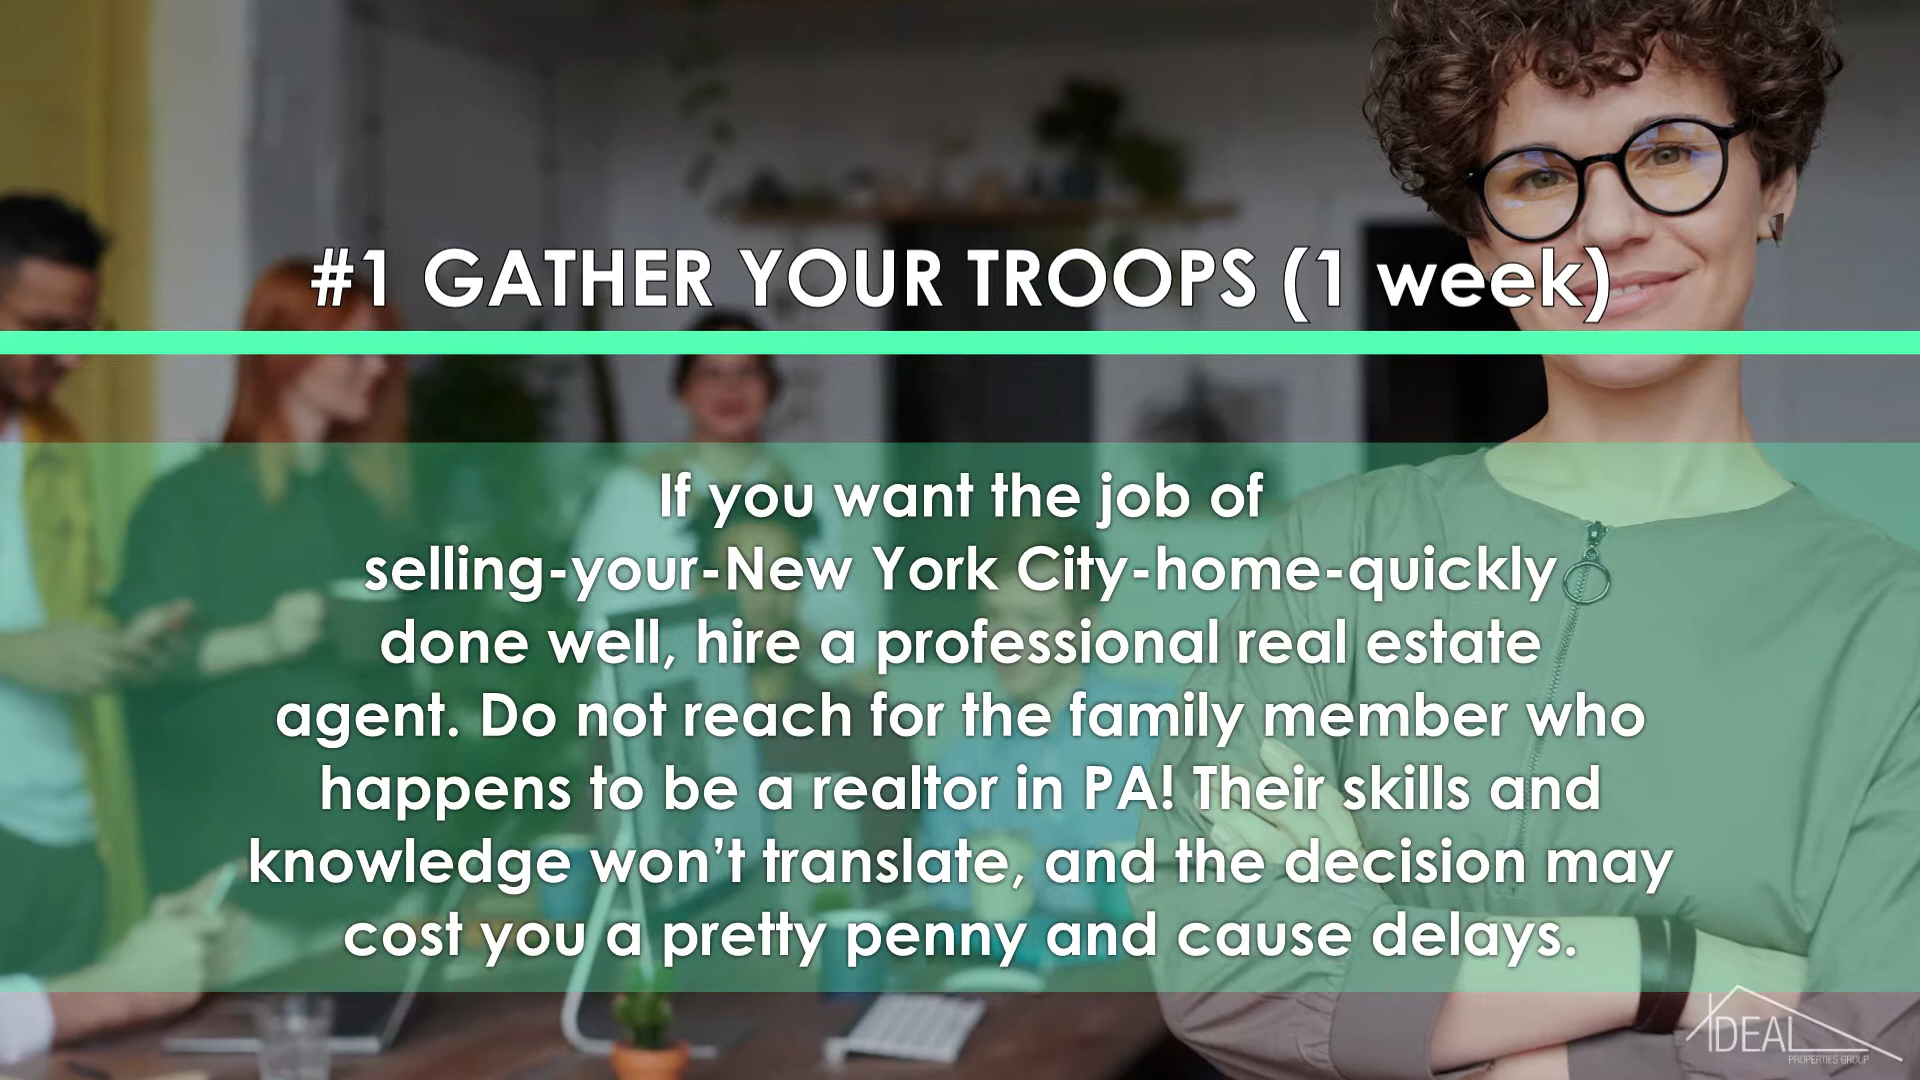 #1 GATHER YOUR TROOPS (1 week)
If you want the job of
selling-your-New York City-home-quickly
done well, hire a professional real estate
agent. Do not reach for the family member who
happens to be a realtor in PA! Their skills and
knowledge won’t translate, and the decision may
cost you a pretty penny and cause delays.
IDEAL
PROPERTIES GROUP